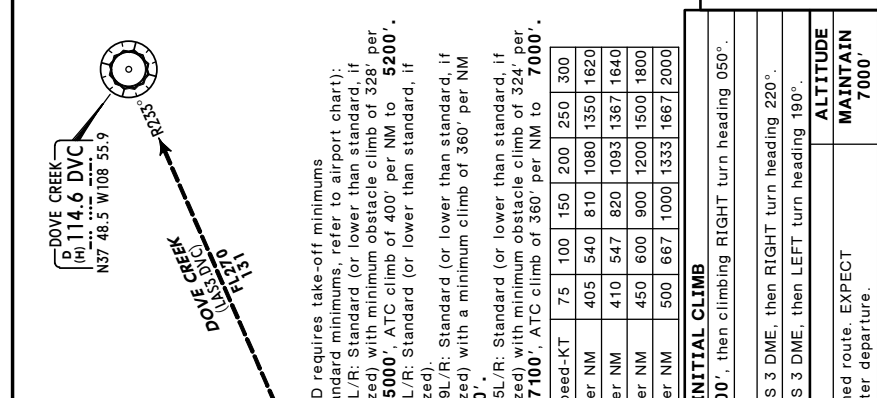 DOVE CREEK
D
(H) 114.6 DVC
N37 48.5 W108 55.9
R233°
DOVE CREEK
(LAS3.DVC)
FL270
131
D requires take-off minimums
ndard minimums, refer to airport chart):
L/R: Standard (or lower than standard, if
zed) with minimum obstacle climb of 328' per
5000', ATC climb of 400' per NM to 5200'.
L/R: Standard (or lower than standard, if
zed).
9L/R: Standard (or lower than standard, if
zed) with a minimum climb of 360' per NM
0'.
5L/R: Standard (or lower than standard, if
zed) with minimum obstacle climb of 324' per
7100', ATC climb of 360' per NM to 7000'.
peed-KT 75 100 150 200 250 300
er NM 405 540 810 1080 1350 1620
er NM 410 547 820 1093 1367 1640
er NM 450 600 900 1200 1500 1800
er NM 500 667 1000 1333 1667 2000
NITIAL CLIMB
00', then climbing RIGHT turn heading 050°.
S 3 DME, then RIGHT turn heading 220°.
S 3 DME, then LEFT turn heading 190°.
ALTITUDE
ned route. EXPECT
ter departure.
MAINTAIN
7000'